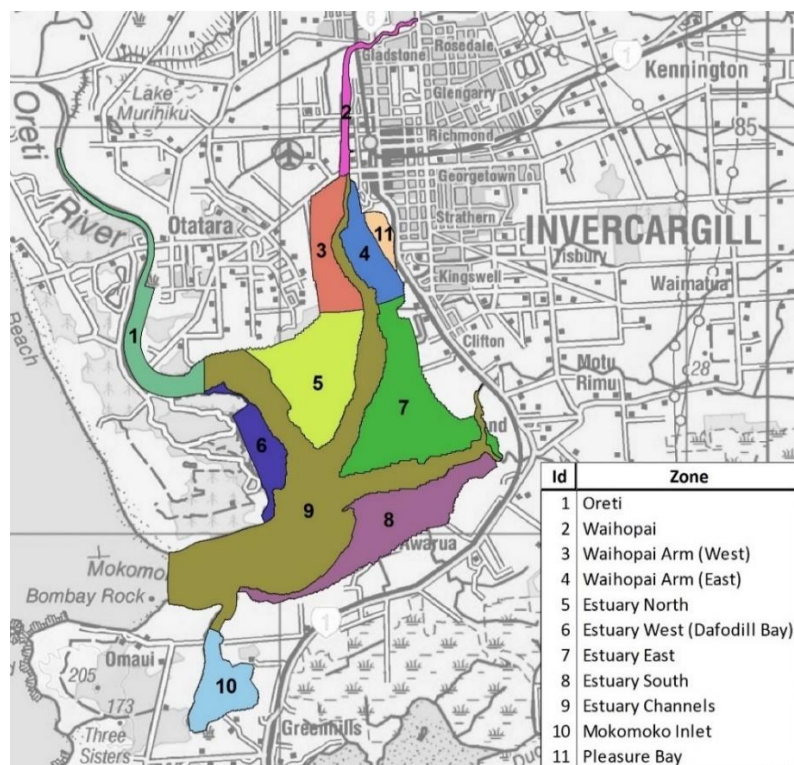 6
Gladstone
Rosedale
1
Kennington
Lake
Murihiku
Glengarry
2
Richmond
85
Oreti
River
Georgetown
Otatara
Strathern
INVERCARGILL
11
3
4
Tisbury
Kingswell
Waimatua
1
Beach
Clifton
Motu
Rimu
28
5
7
nd
6
9
8
Awarua
Mokomo
Bombay Rock
1
Omaui
205
173
10
Three
Sisters
Greenhills
Id Zone
1 Oreti
2 Waihopai
3 Waihopai Arm (West)
4 Waihopai Arm (East)
5 Estuary North
6 Estuary West (Dafodill Bay)
7 Estuary East
8 Estuary South
9 Estuary Channels
10 Mokomoko Inlet
11 Pleasure Bay